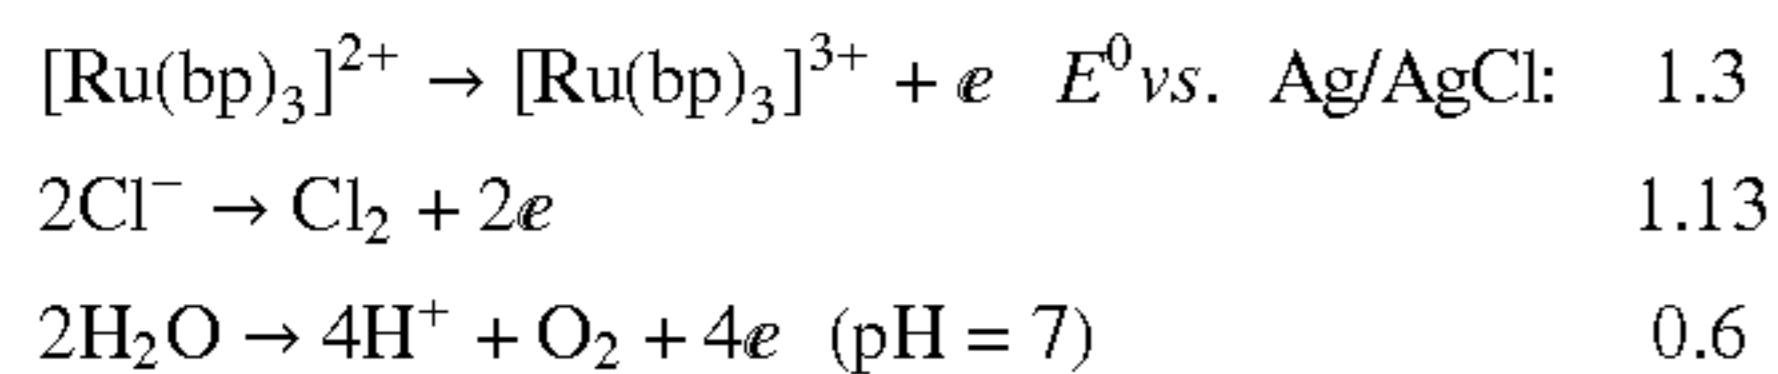 [Ru(bp)₃]²⁺ → [Ru(bp)₃]³⁺ + e E⁰ vs. Ag/AgCl: 1.3
2Cl⁻ → Cl₂ + 2e 1.13
2H₂O → 4H⁺ + O₂ + 4e (pH = 7) 0.6